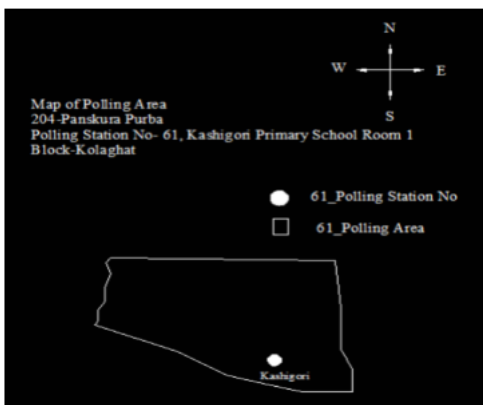 N
W E
S
Map of Polling Area
204-Panskura Purba
Polling Station No- 61, Kashigori Primary School Room 1
Block-Kolaghat
61_Polling Station No
61_Polling Area
Kashigori